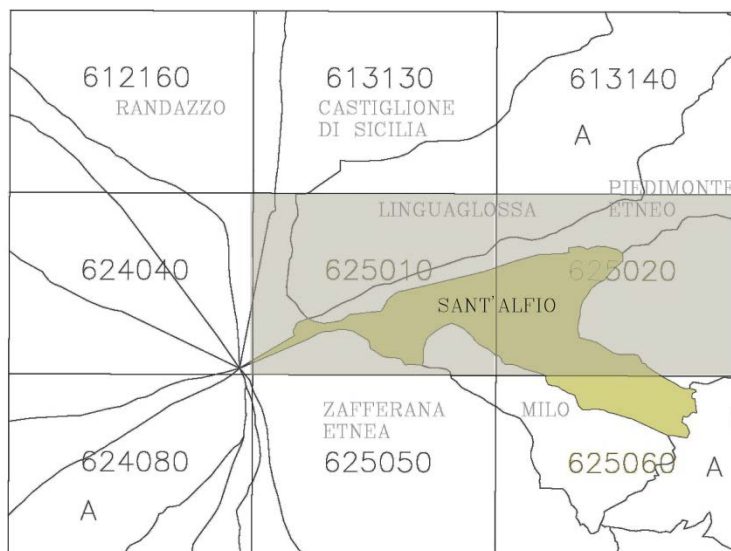 612160
RANDAZZO
613130
CASTIGLIONE
DI SICILIA
613140
A
PIEDIMONTE
ETNEO
LINGUAGLOSSA
624040
625010
625020
SANT'ALFIO
ZAFFERANA
ETNEA
MILO
624080
625050
625060
A
A